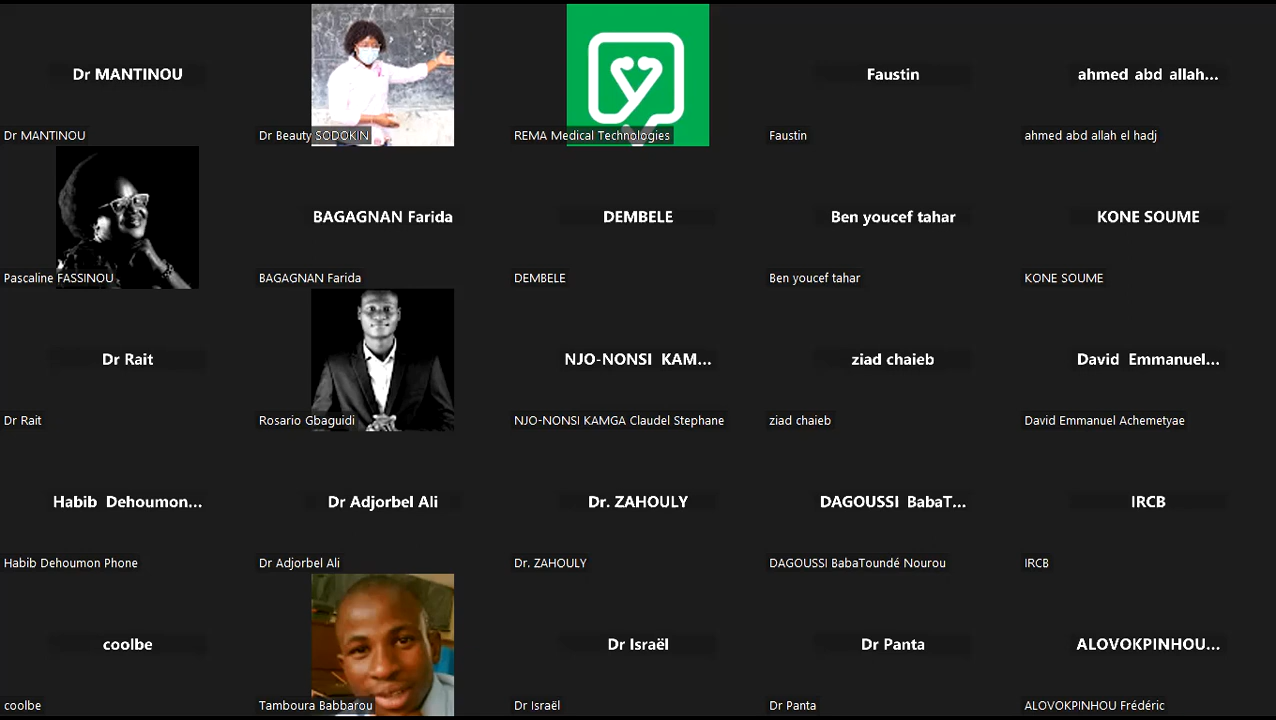 Dr MANTINOU
Faustin
ahmed abd allah...
Dr MANTINOU
Dr Beauty SODOKIN
REMA Medical Technologies
Faustin
ahmed abd allah el hadj
BAGAGNAN Farida
DEMBELE
Ben youcef tahar
KONE SOUME
Pascaline FASSINOU
BAGAGNAN Farida
DEMBELE
Ben youcef tahar
KONE SOUME
Dr Rait
NJO-NONSI KAM...
ziad chaieb
David Emmanuel...
Dr Rait
Rosario Gbaguidi
NJO-NONSI KAMGA Claudel Stephane
ziad chaieb
David Emmanuel Achemetyae
Habib Dehoumon...
Dr Adjorbel Ali
Dr. ZAHOULY
DAGOUSSI BabaT...
IRCB
Habib Dehoumon Phone
Dr Adjorbel Ali
Dr. ZAHOULY
DAGOUSSI BabaToundé Nourou
IRCB
coolbe
Dr Israël
Dr Panta
ALOVOKPINHOU...
coolbe
Tamboura Babbarou
Dr Israël
Dr Panta
ALOVOKPINHOU Frédéric